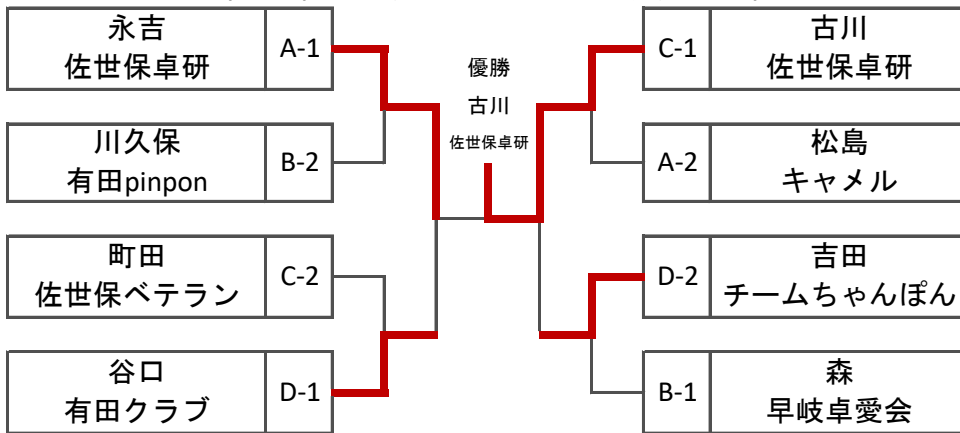 永吉
佐世保卓研
A-1
川久保
有田pinpon
B-2
町田
佐世保ベテラン
C-2
谷口
有田クラブ
D-1
優勝
古川
佐世保卓研
C-1
古川
佐世保卓研
A-2
松島
キャメル
D-2
吉田
チームちゃんぽん
B-1
森
早岐卓愛会